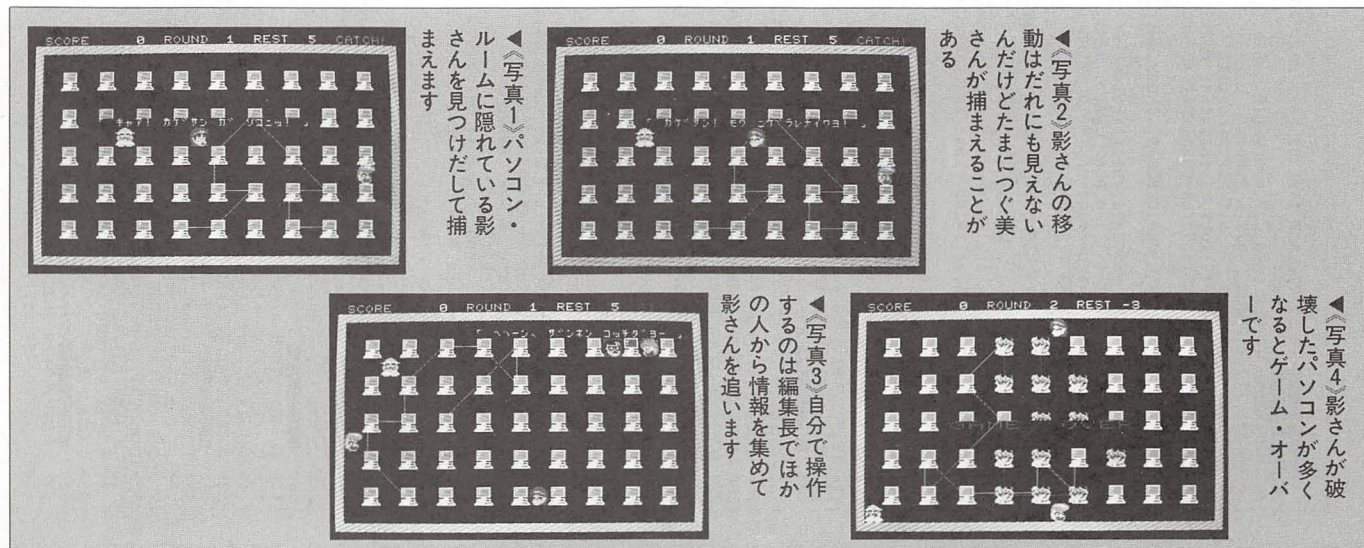 SCORE 0 ROUND 1 REST 5 CATCH!
「キャア! カゲサン ガ ココニッ! 」
◀《写真1》パソコン・
ルームに隠れている影
さんを見つけだして捕
まえます
SCORE 0 ROUND 1 REST 5 CATCH!
「 カゲサン! モウ ニゲラレナイワヨ! 」
◀《写真2》影さんの移
動はだれにも見えない
んだけどたまにつぐ美
さんが捕まえることが
ある
SCORE 0 ROUND 1 REST 5
「 ヘヘーン、 ザンネン コッチダヨー 」
◀《写真3》自分で操作
するのは編集長でほか
の人から情報を集めて
影さんを追います
SCORE 0 ROUND 2 REST -3
GAME OVER
◀《写真4》影さんが破
壊したパソコンが多く
なるとゲーム・オーバ
ーです